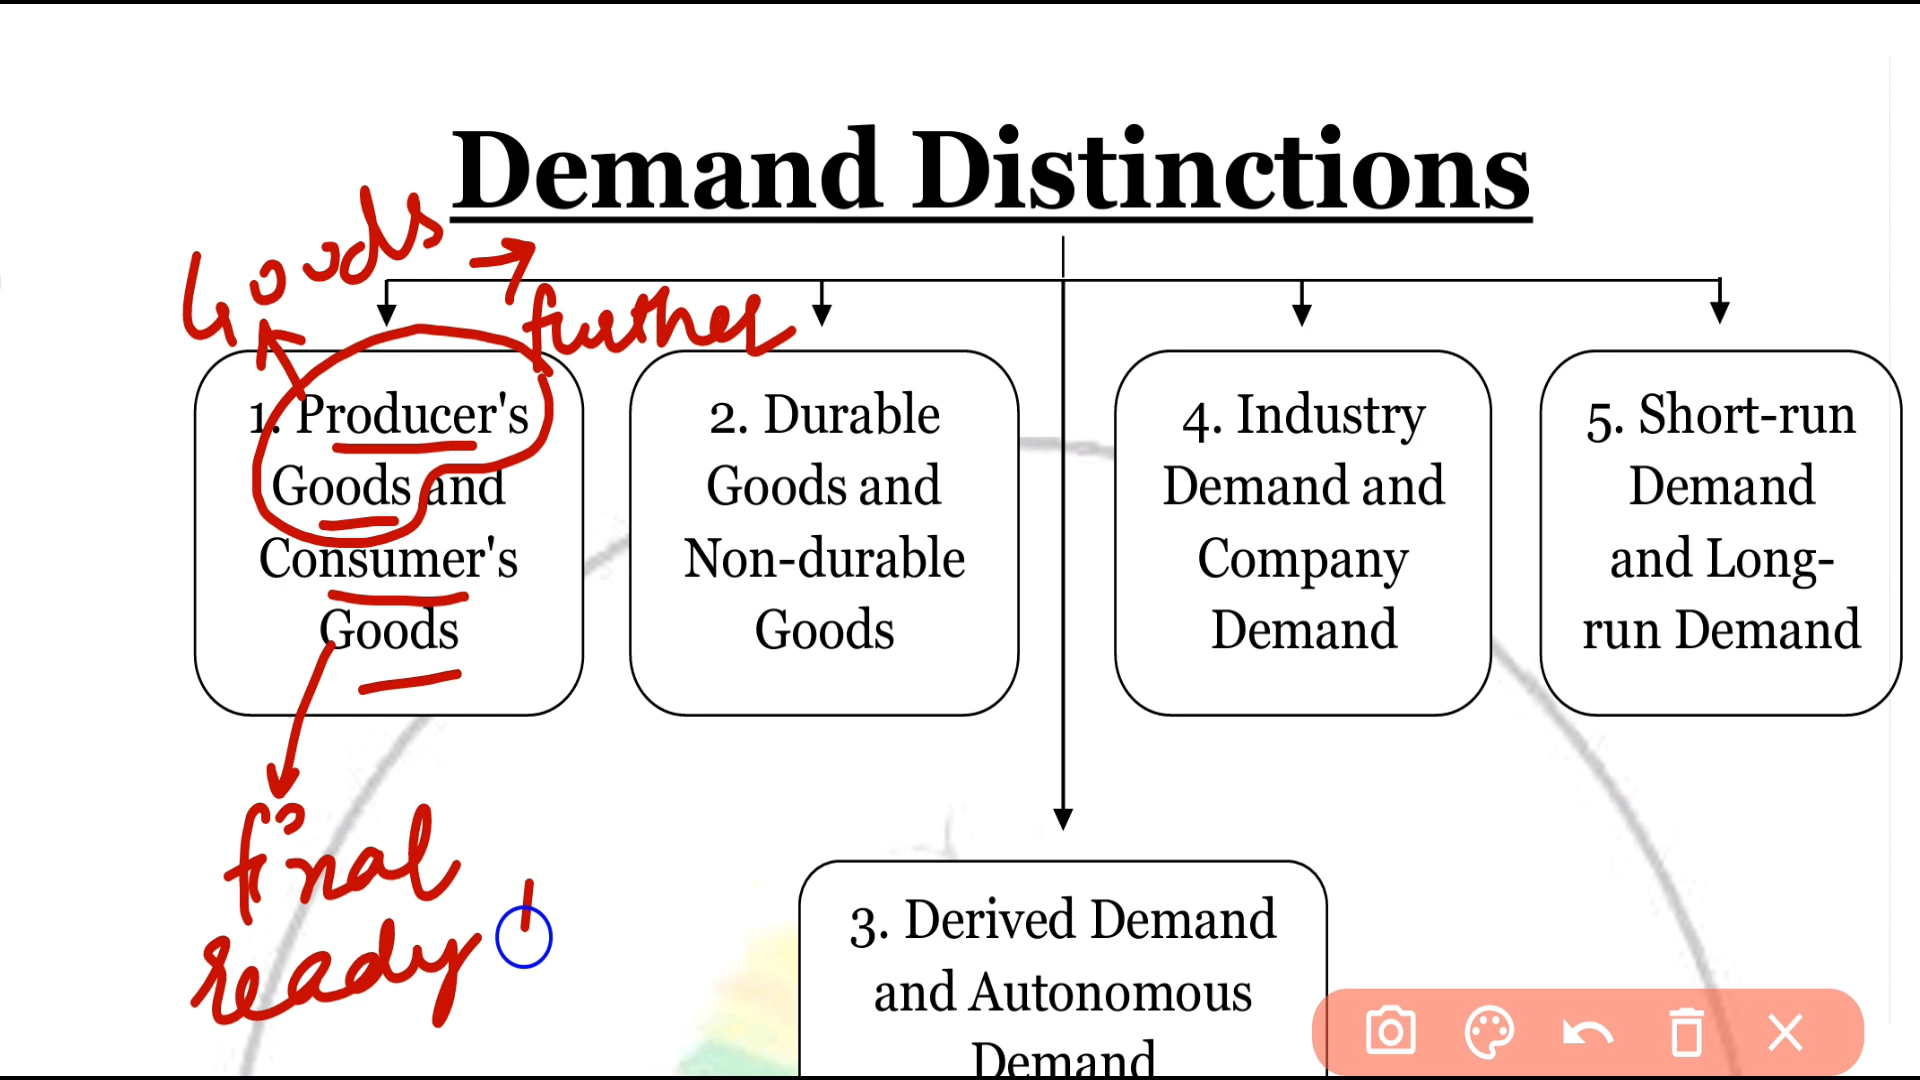 Demand Distinctions
Goods
→ further
1. Producer's
Goods and
Consumer's
Goods
2. Durable
Goods and
Non-durable
Goods
4. Industry
Demand and
Company
Demand
5. Short-run
Demand
and Long-
run Demand
final
ready
3. Derived Demand
and Autonomous
Demand